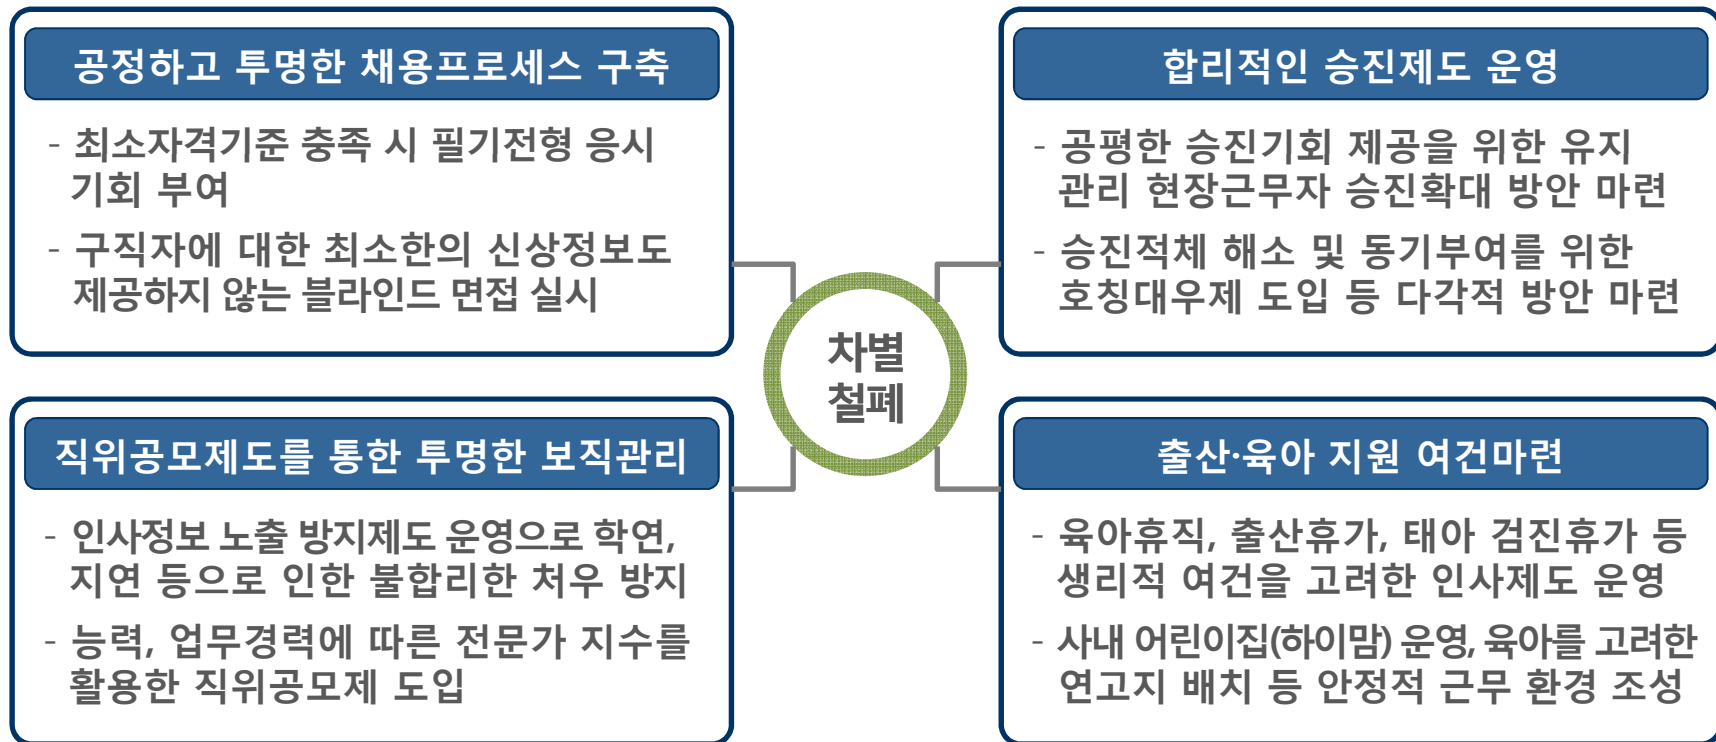 공정하고 투명한 채용프로세스 구축
- 최소자격기준 충족 시 필기전형 응시
기회 부여
- 구직자에 대한 최소한의 신상정보도
제공하지 않는 블라인드 면접 실시
합리적인 승진제도 운영
- 공평한 승진기회 제공을 위한 유지
관리 현장근무자 승진확대 방안 마련
- 승진적체 해소 및 동기부여를 위한
호칭대우제 도입 등 다각적 방안 마련
차별
철폐
직위공모제도를 통한 투명한 보직관리
- 인사정보 노출 방지제도 운영으로 학연,
지연 등으로 인한 불합리한 처우 방지
- 능력, 업무경력에 따른 전문가 지수를
활용한 직위공모제 도입
출산·육아 지원 여건마련
- 육아휴직, 출산휴가, 태아 검진휴가 등
생리적 여건을 고려한 인사제도 운영
- 사내 어린이집(하이맘) 운영, 육아를 고려한
연고지 배치 등 안정적 근무 환경 조성